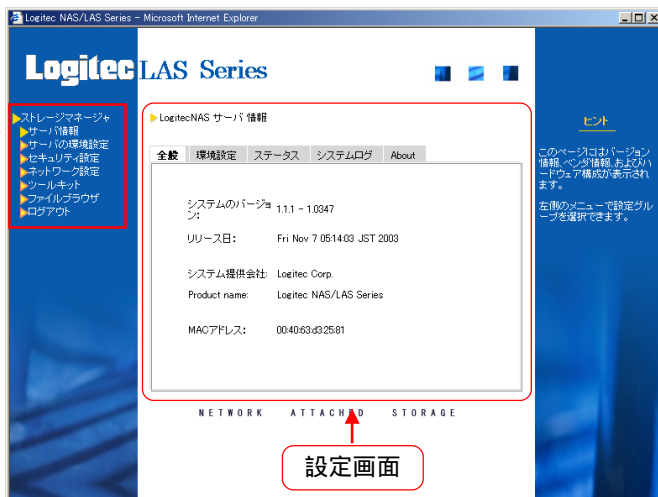 Logitec NAS/LAS Series - Microsoft Internet Explorer
Logitec LAS Series
ストレージマネージャ
サーバ情報
サーバの環境設定
セキュリティ設定
ネットワーク設定
ツールキット
ファイルブラウザ
ログアウト
LogitecNAS サーバ 情報
全般 環境設定 ステータス システムログ About
システムのバージョン: 1.1.1 - 1.0347
リリース日: Fri Nov 7 05:14:03 JST 2003
システム提供会社: Logitec Corp.
Product name: Logitec NAS/LAS Series
MACアドレス: 00:40:63:d3:25:81
NETWORK ATTACHED STORAGE
設定画面
ヒント
このページにはバージョン
情報、ベンダ情報、およびハ
ードウェア構成が表示され
ます。
左側のメニューで設定グル
ープを選択できます。